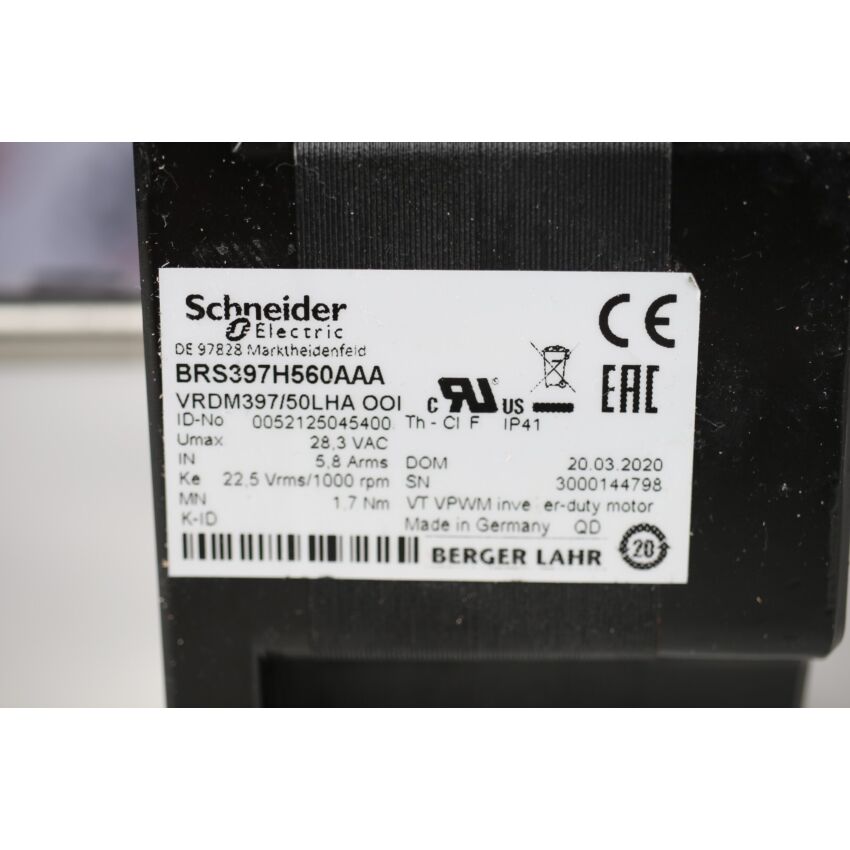 Schneider
Electric
DE 97828 Marktheidenfeld
BRS397H560AAA
VRDM397/50LHA OOI
CE
EAC
c RU US
ID-No 0052125045400 Th - Cl F IP41
Umax 28,3 VAC
IN 5,8 Arms DOM 20.03.2020
Ke 22,5 Vrms/1000 rpm SN 3000144798
MN 1,7 Nm VT VPWM inve er-duty motor
K-ID Made in Germany QD
BERGER LAHR 20